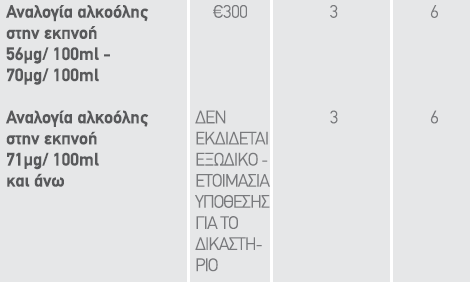 Αναλογία αλκοόλης €300 3 6
στην εκπνοή
56μg/ 100ml -
70μg/ 100ml
Αναλογία αλκοόλης ΔΕΝ 3 6
στην εκπνοή ΕΚΔΙΔΕΤΑΙ
71μg/ 100ml ΕΞΩΔΙΚΟ -
και άνω ΕΤΟΙΜΑΣΙΑ
ΥΠΟΘΕΣΗΣ
ΓΙΑ ΤΟ
ΔΙΚΑΣΤΗ-
ΡΙΟ